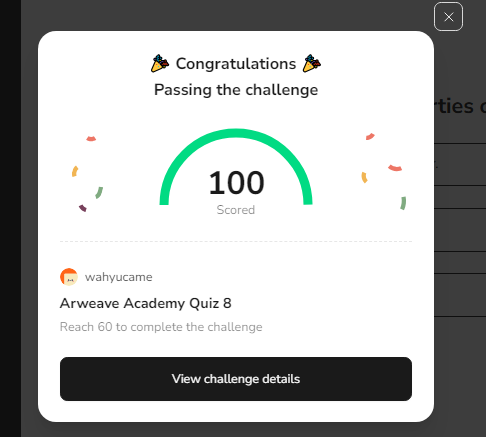 Congratulations
Passing the challenge
100
Scored
wahyucame
Arweave Academy Quiz 8
Reach 60 to complete the challenge
View challenge details